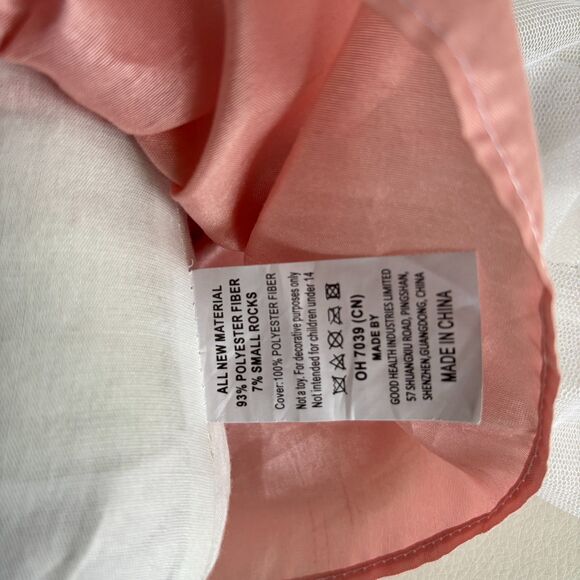 ALL NEW MATERIAL
93% POLYESTER FIBER
7% SMALL ROCKS
Cover:100% POLYESTER FIBER
Not a toy. For decorative purposes only
Not intended for children under 14
OH 7039 (CN)
MADE BY
GOOD HEALTH INDUSTRIES LIMITED
57 SHUANGXIU ROAD, PINGSHAN,
SHENZHEN,GUANGDONG, CHINA
MADE IN CHINA